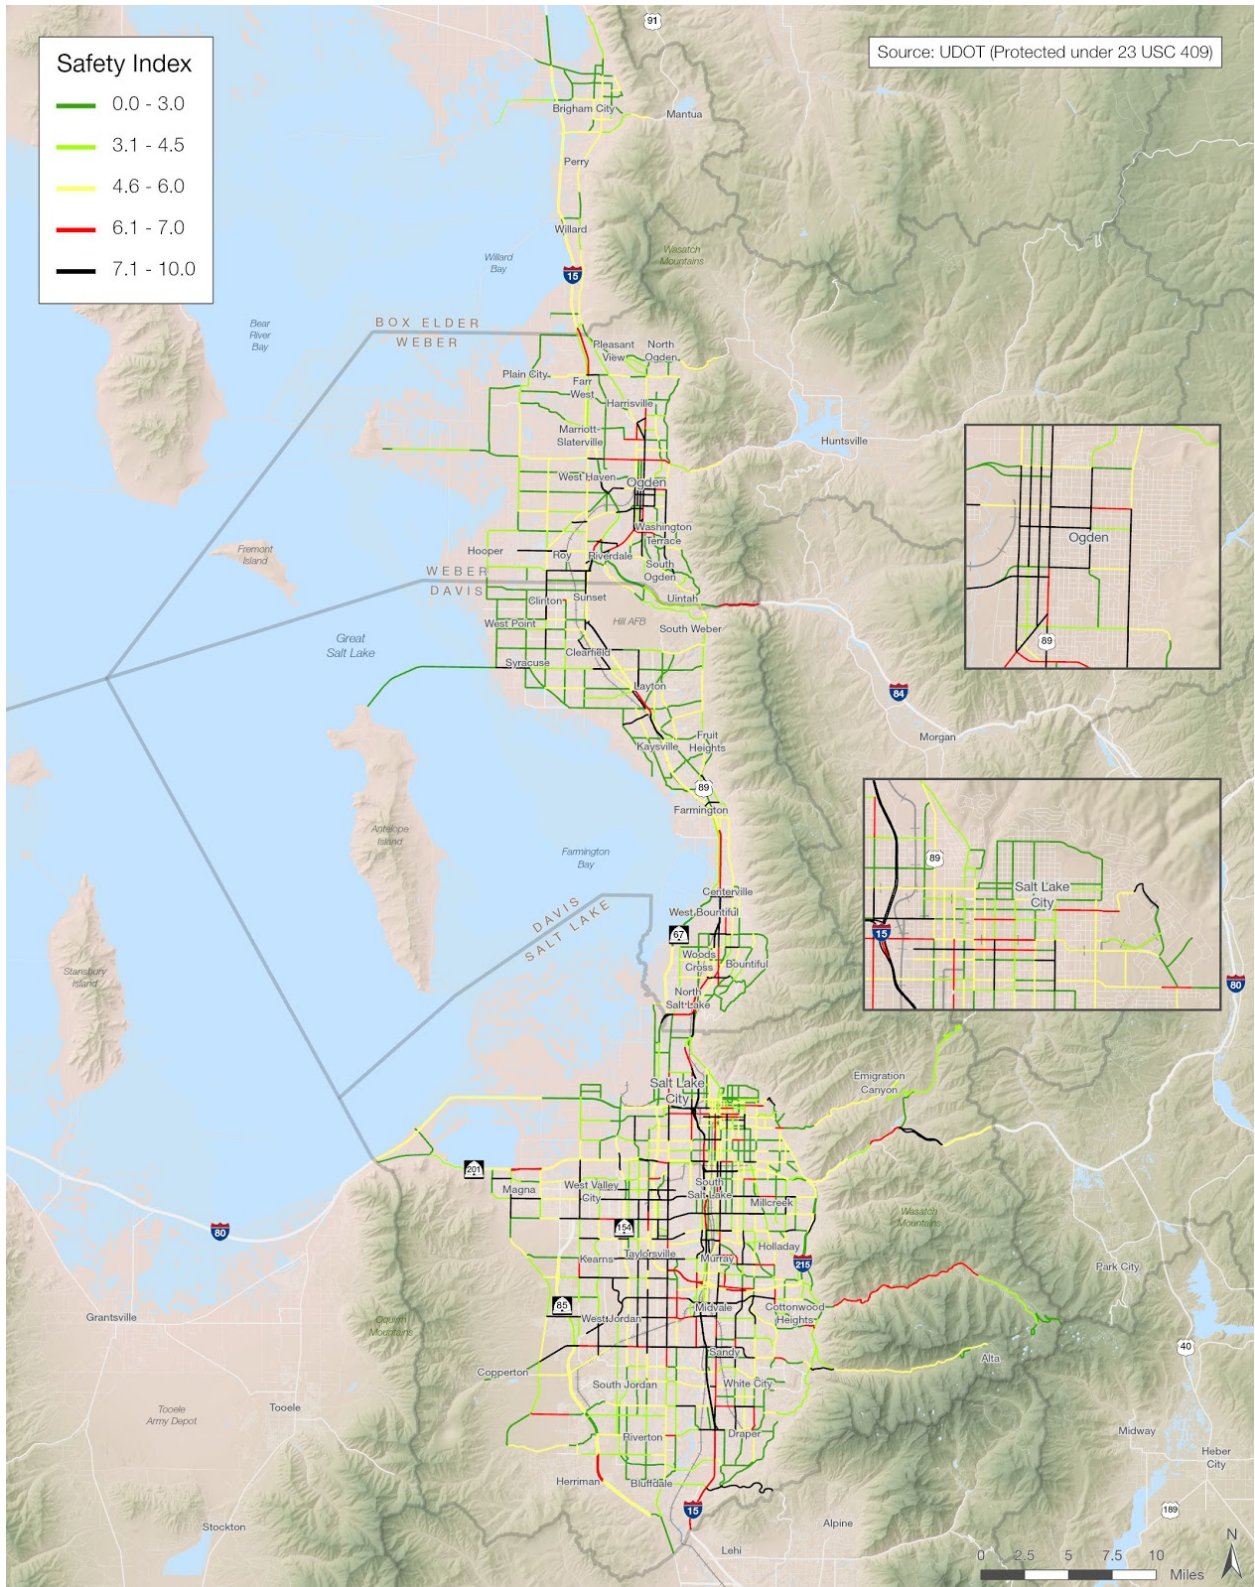 Safety Index
0.0 - 3.0
3.1 - 4.5
4.6 - 6.0
6.1 - 7.0
7.1 - 10.0
Source: UDOT (Protected under 23 USC 409)
91
Brigham City
Mantua
Perry
Willard
Willard
Bay
Wasatch
Mountains
15
Bear
River
Bay
BOX ELDER
WEBER
Pleasant
View
North
Ogden
Plain City
Farr
West
Harrisville
Marriott-
Slaterville
Huntsville
West Haven
Ogden
Washington
Terrace
Hooper
Roy
Riverdale
South
Ogden
Fremont
Island
WEBER
DAVIS
Clinton
Sunset
Uintah
Hill AFB
West Point
South Weber
Great
Salt Lake
Clearfield
Syracuse
Layton
84
Morgan
Kaysville
Fruit
Heights
89
Farmington
Antelope
Island
Farmington
Bay
Centerville
West Bountiful
DAVIS
SALT LAKE
67
Woods
Cross
Bountiful
Stansbury
Island
North
Salt Lake
Ogden
89
89
Salt Lake
City
15
80
Salt Lake
City
Emigration
Canyon
201
Magna
West Valley
City
South
Salt Lake
Millcreek
80
154
Wasatch
Mountains
Holladay
Kearns
Taylorsville
Murray
215
Park City
85
Midvale
Cottonwood
Heights
West Jordan
Grantsville
Oquirrh
Mountains
40
Sandy
Alta
Copperton
South Jordan
White City
Tooele
Army Depot
Tooele
Riverton
Draper
Midway
Heber
City
Herriman
Bluffdale
15
189
Stockton
Alpine
Lehi
N
0 2.5 5 7.5 10
Miles